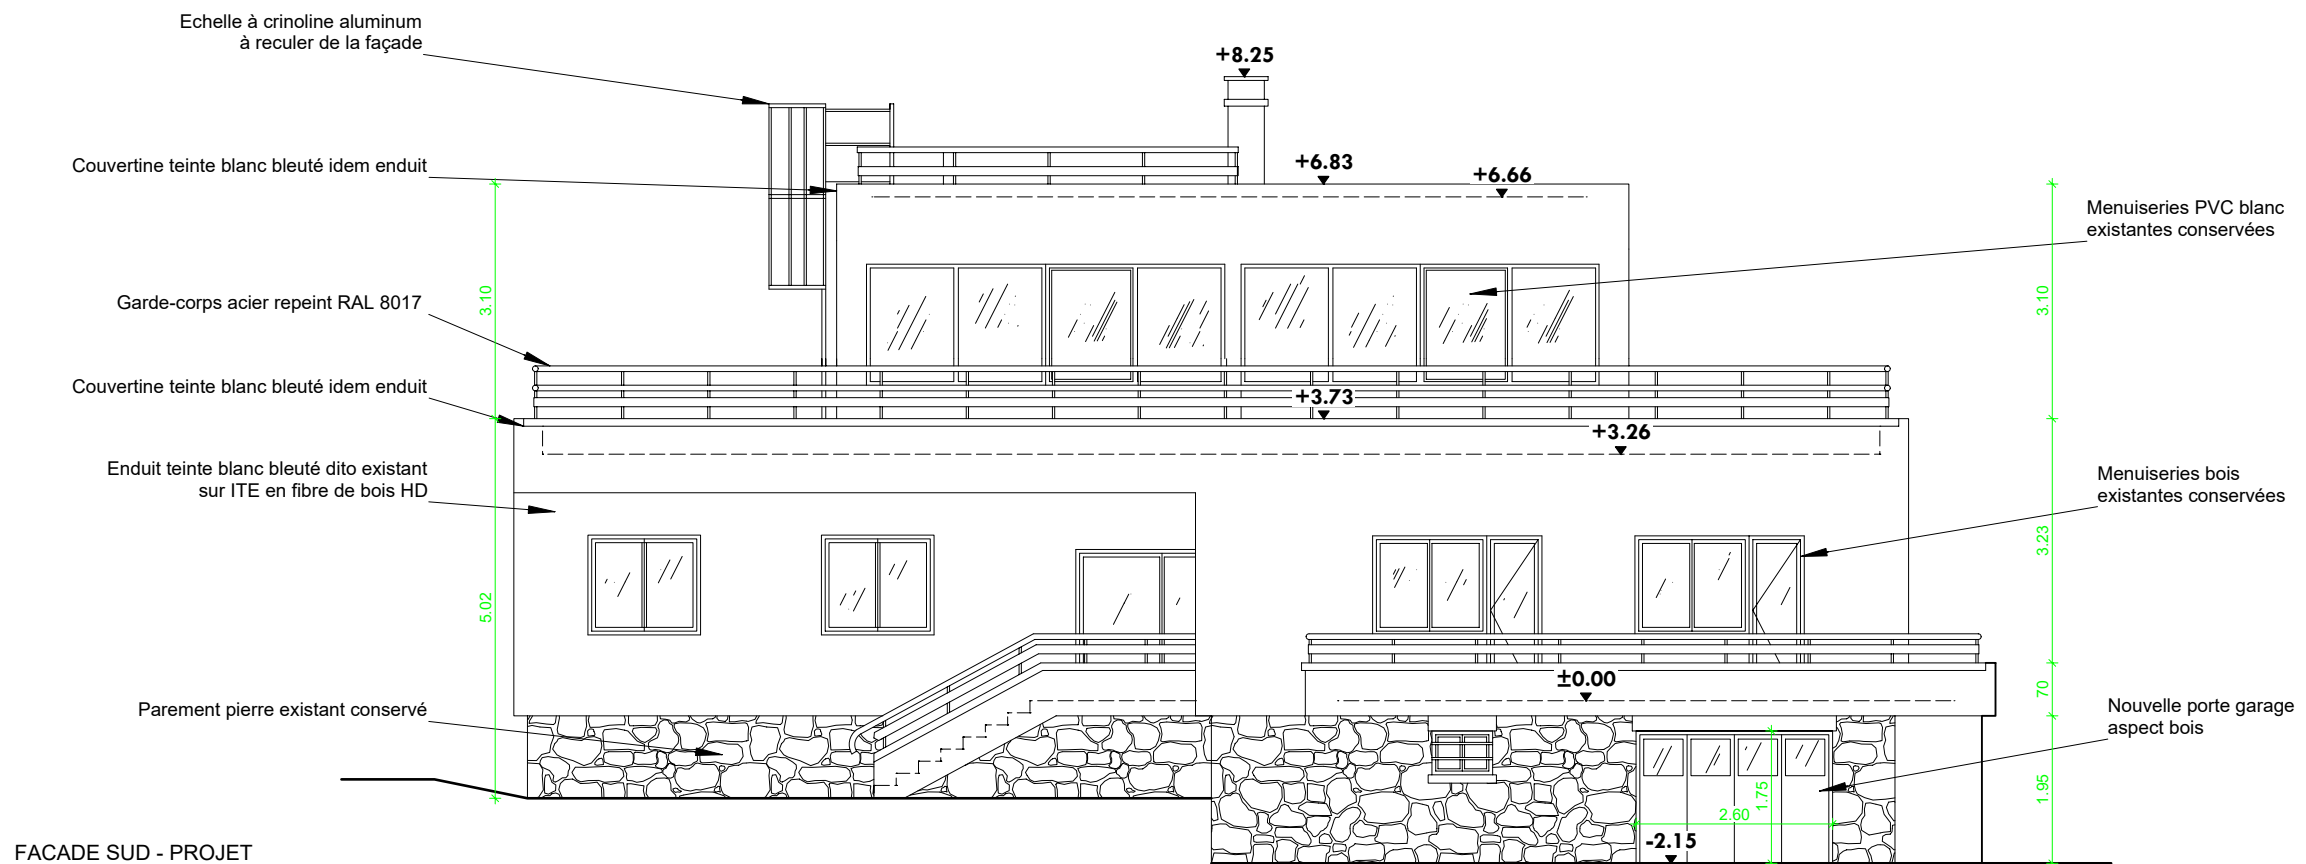 Echelle à crinoline aluminum
à reculer de la façade
+8.25
Couvertine teinte blanc bleuté idem enduit
+6.83
+6.66
Menuiseries PVC blanc
existantes conservées
3.10
3.10
Garde-corps acier repeint RAL 8017
Couvertine teinte blanc bleuté idem enduit
+3.73
+3.26
Enduit teinte blanc bleuté dito existant
sur ITE en fibre de bois HD
Menuiseries bois
existantes conservées
3.23
5.02
±0.00
70
Parement pierre existant conservé
Nouvelle porte garage
aspect bois
1.95
1.75
2.60
-2.15
FACADE SUD - PROJET